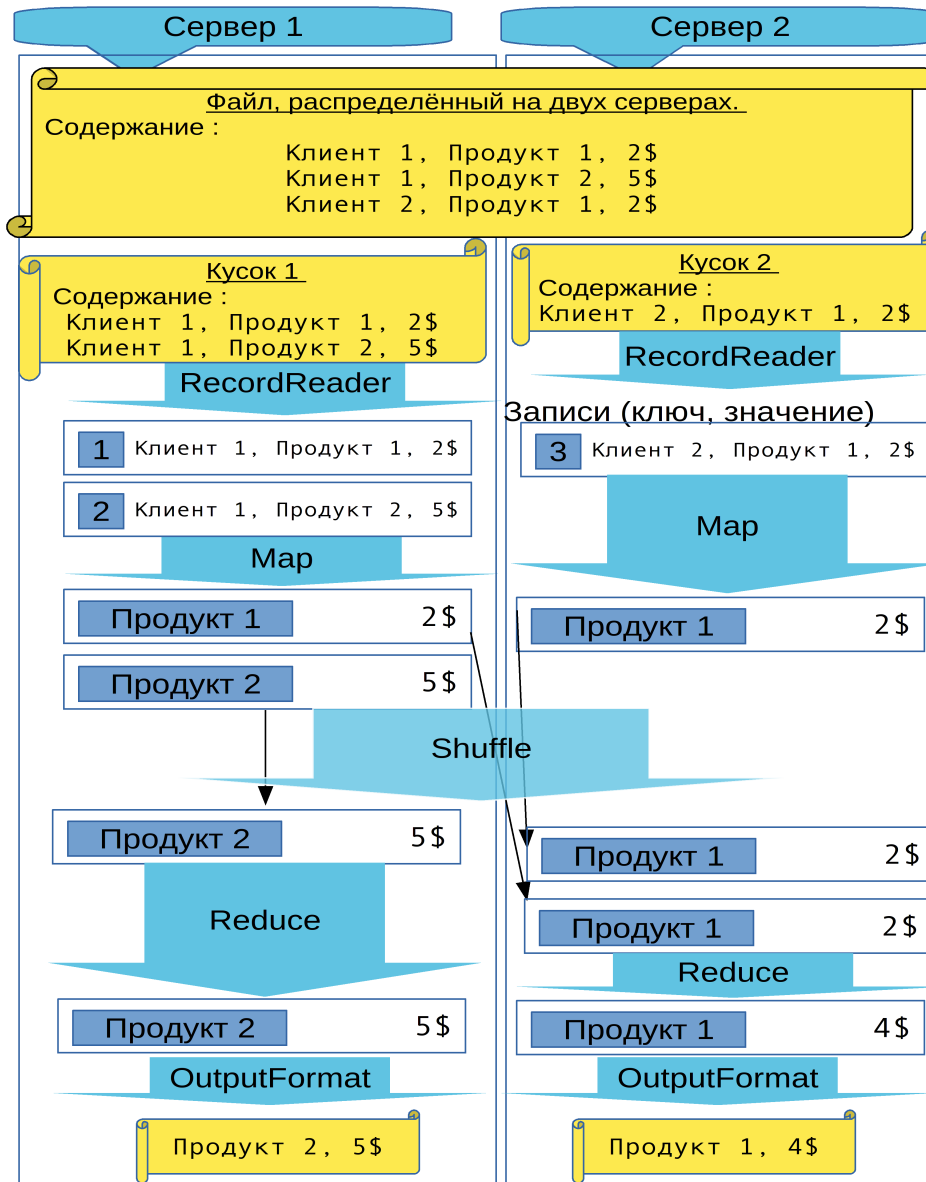 Сервер 1
Сервер 2
Файл, распределённый на двух серверах.
Содержание :
Клиент 1, Продукт 1, 2$
Клиент 1, Продукт 2, 5$
Клиент 2, Продукт 1, 2$
Кусок 1
Содержание :
Клиент 1, Продукт 1, 2$
Клиент 1, Продукт 2, 5$
Кусок 2
Содержание :
Клиент 2, Продукт 1, 2$
RecordReader
RecordReader
Записи (ключ, значение)
1 Клиент 1, Продукт 1, 2$
2 Клиент 1, Продукт 2, 5$
3 Клиент 2, Продукт 1, 2$
Map
Map
Продукт 1 2$
Продукт 2 5$
Продукт 1 2$
Shuffle
Продукт 2 5$
Продукт 1 2$
Продукт 1 2$
Reduce
Reduce
Продукт 2 5$
Продукт 1 4$
OutputFormat
OutputFormat
Продукт 2, 5$
Продукт 1, 4$